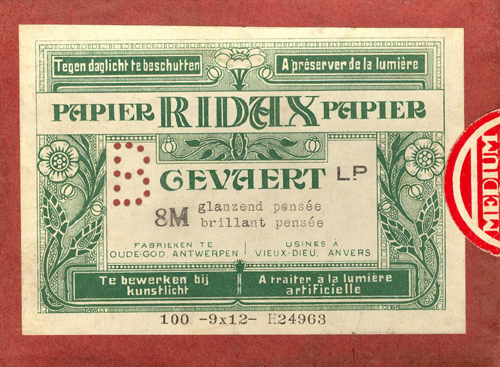 Tegen daglicht te beschutten
A préserver de la lumière
PAPIER RIDAX PAPIER
B
GEVAERT LP
8M glanzend pensée
brillant pensée
FABRIEKEN TE
OUDE-GOD, ANTWERPEN
USINES À
VIEUX-DIEU, ANVERS
Te bewerken bij
kunstlicht
A traiter a la lumière
artificielle
100 -9x12- H24963
MEDIUM